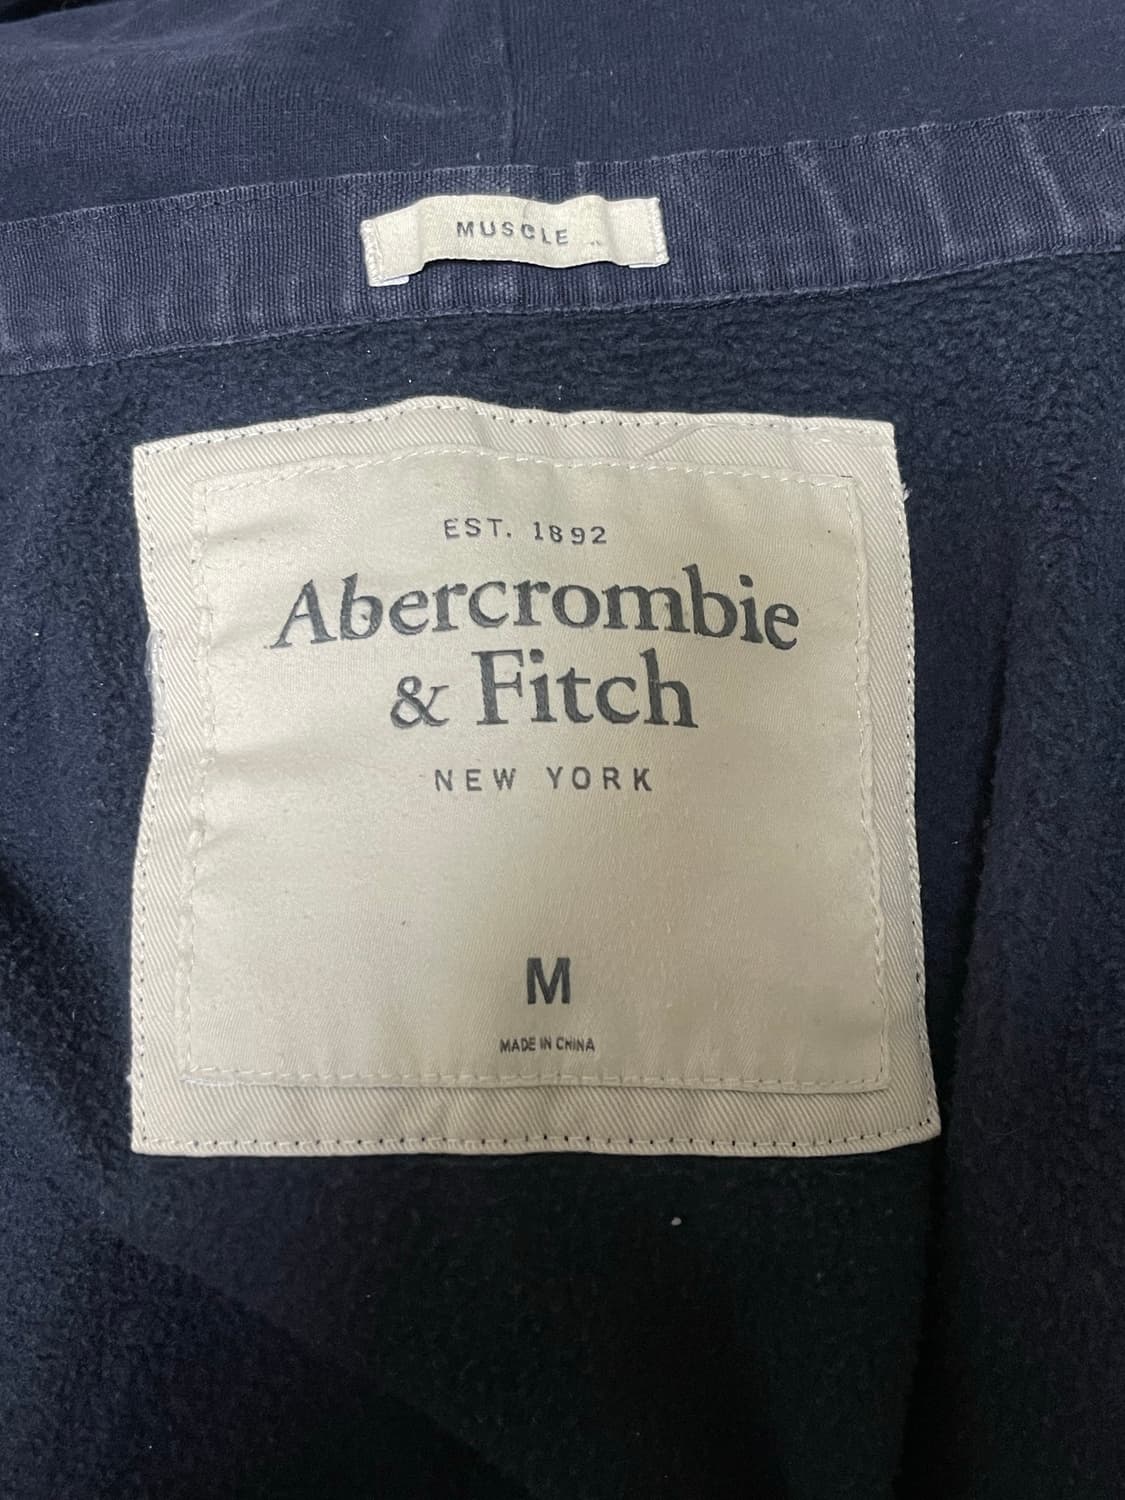 MUSCLE
EST. 1892
Abercrombie
& Fitch
NEW YORK
M
MADE IN CHINA